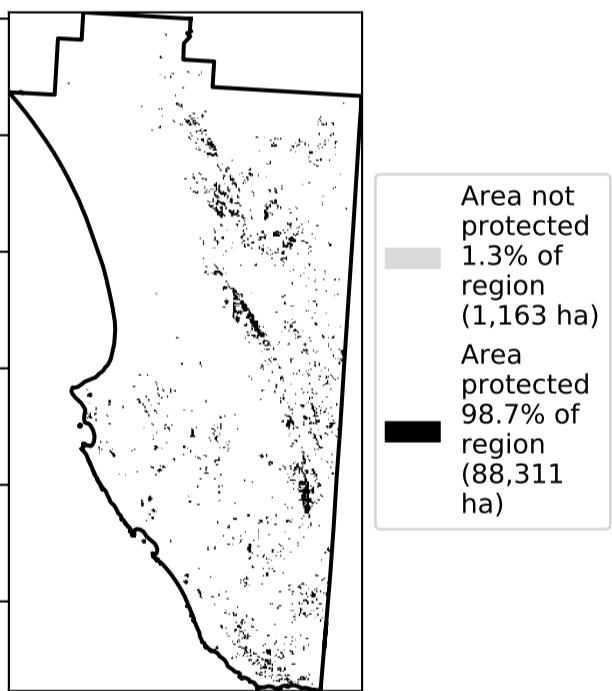 Area not
protected
1.3% of
region
(1,163 ha)
Area
protected
98.7% of
region
(88,311
ha)